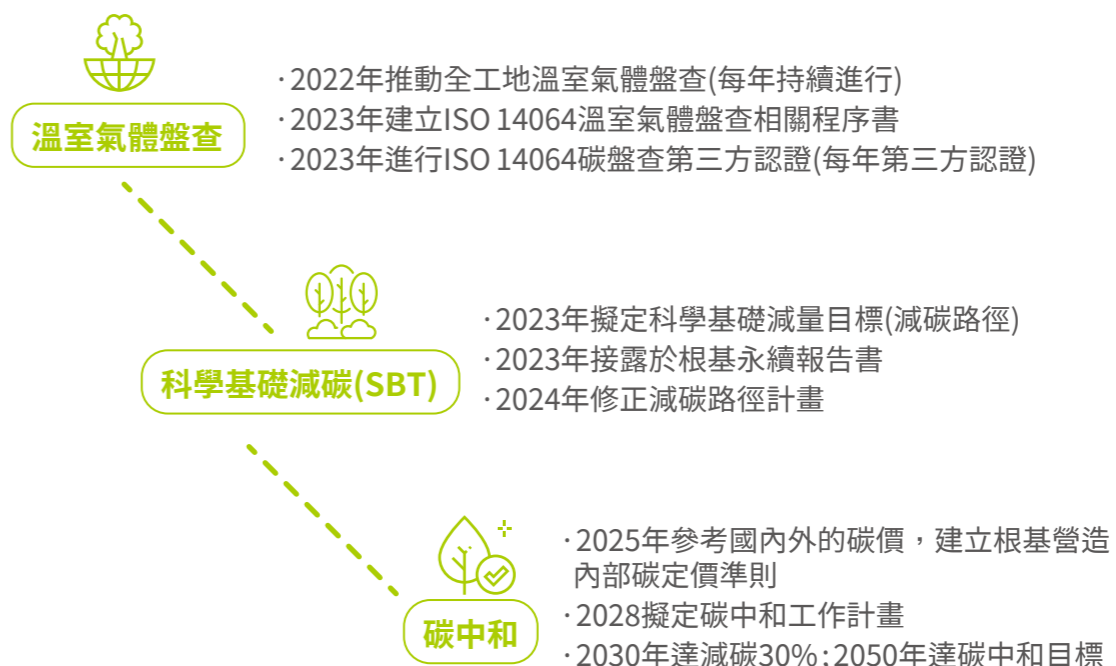 ·2022年推動全工地溫室氣體盤查(每年持續進行)
溫室氣體盤查
·2023年建立ISO 14064溫室氣體盤查相關程序書
·2023年進行ISO 14064碳盤查第三方認證(每年第三方認證)
·2023年擬定科學基礎減量目標(減碳路徑)
科學基礎減碳(SBT)
·2023年接露於根基永續報告書
·2024年修正減碳路徑計畫
·2025年參考國內外的碳價，建立根基營造
內部碳定價準則
碳中和
·2028擬定碳中和工作計畫
·2030年達減碳30%;2050年達碳中和目標